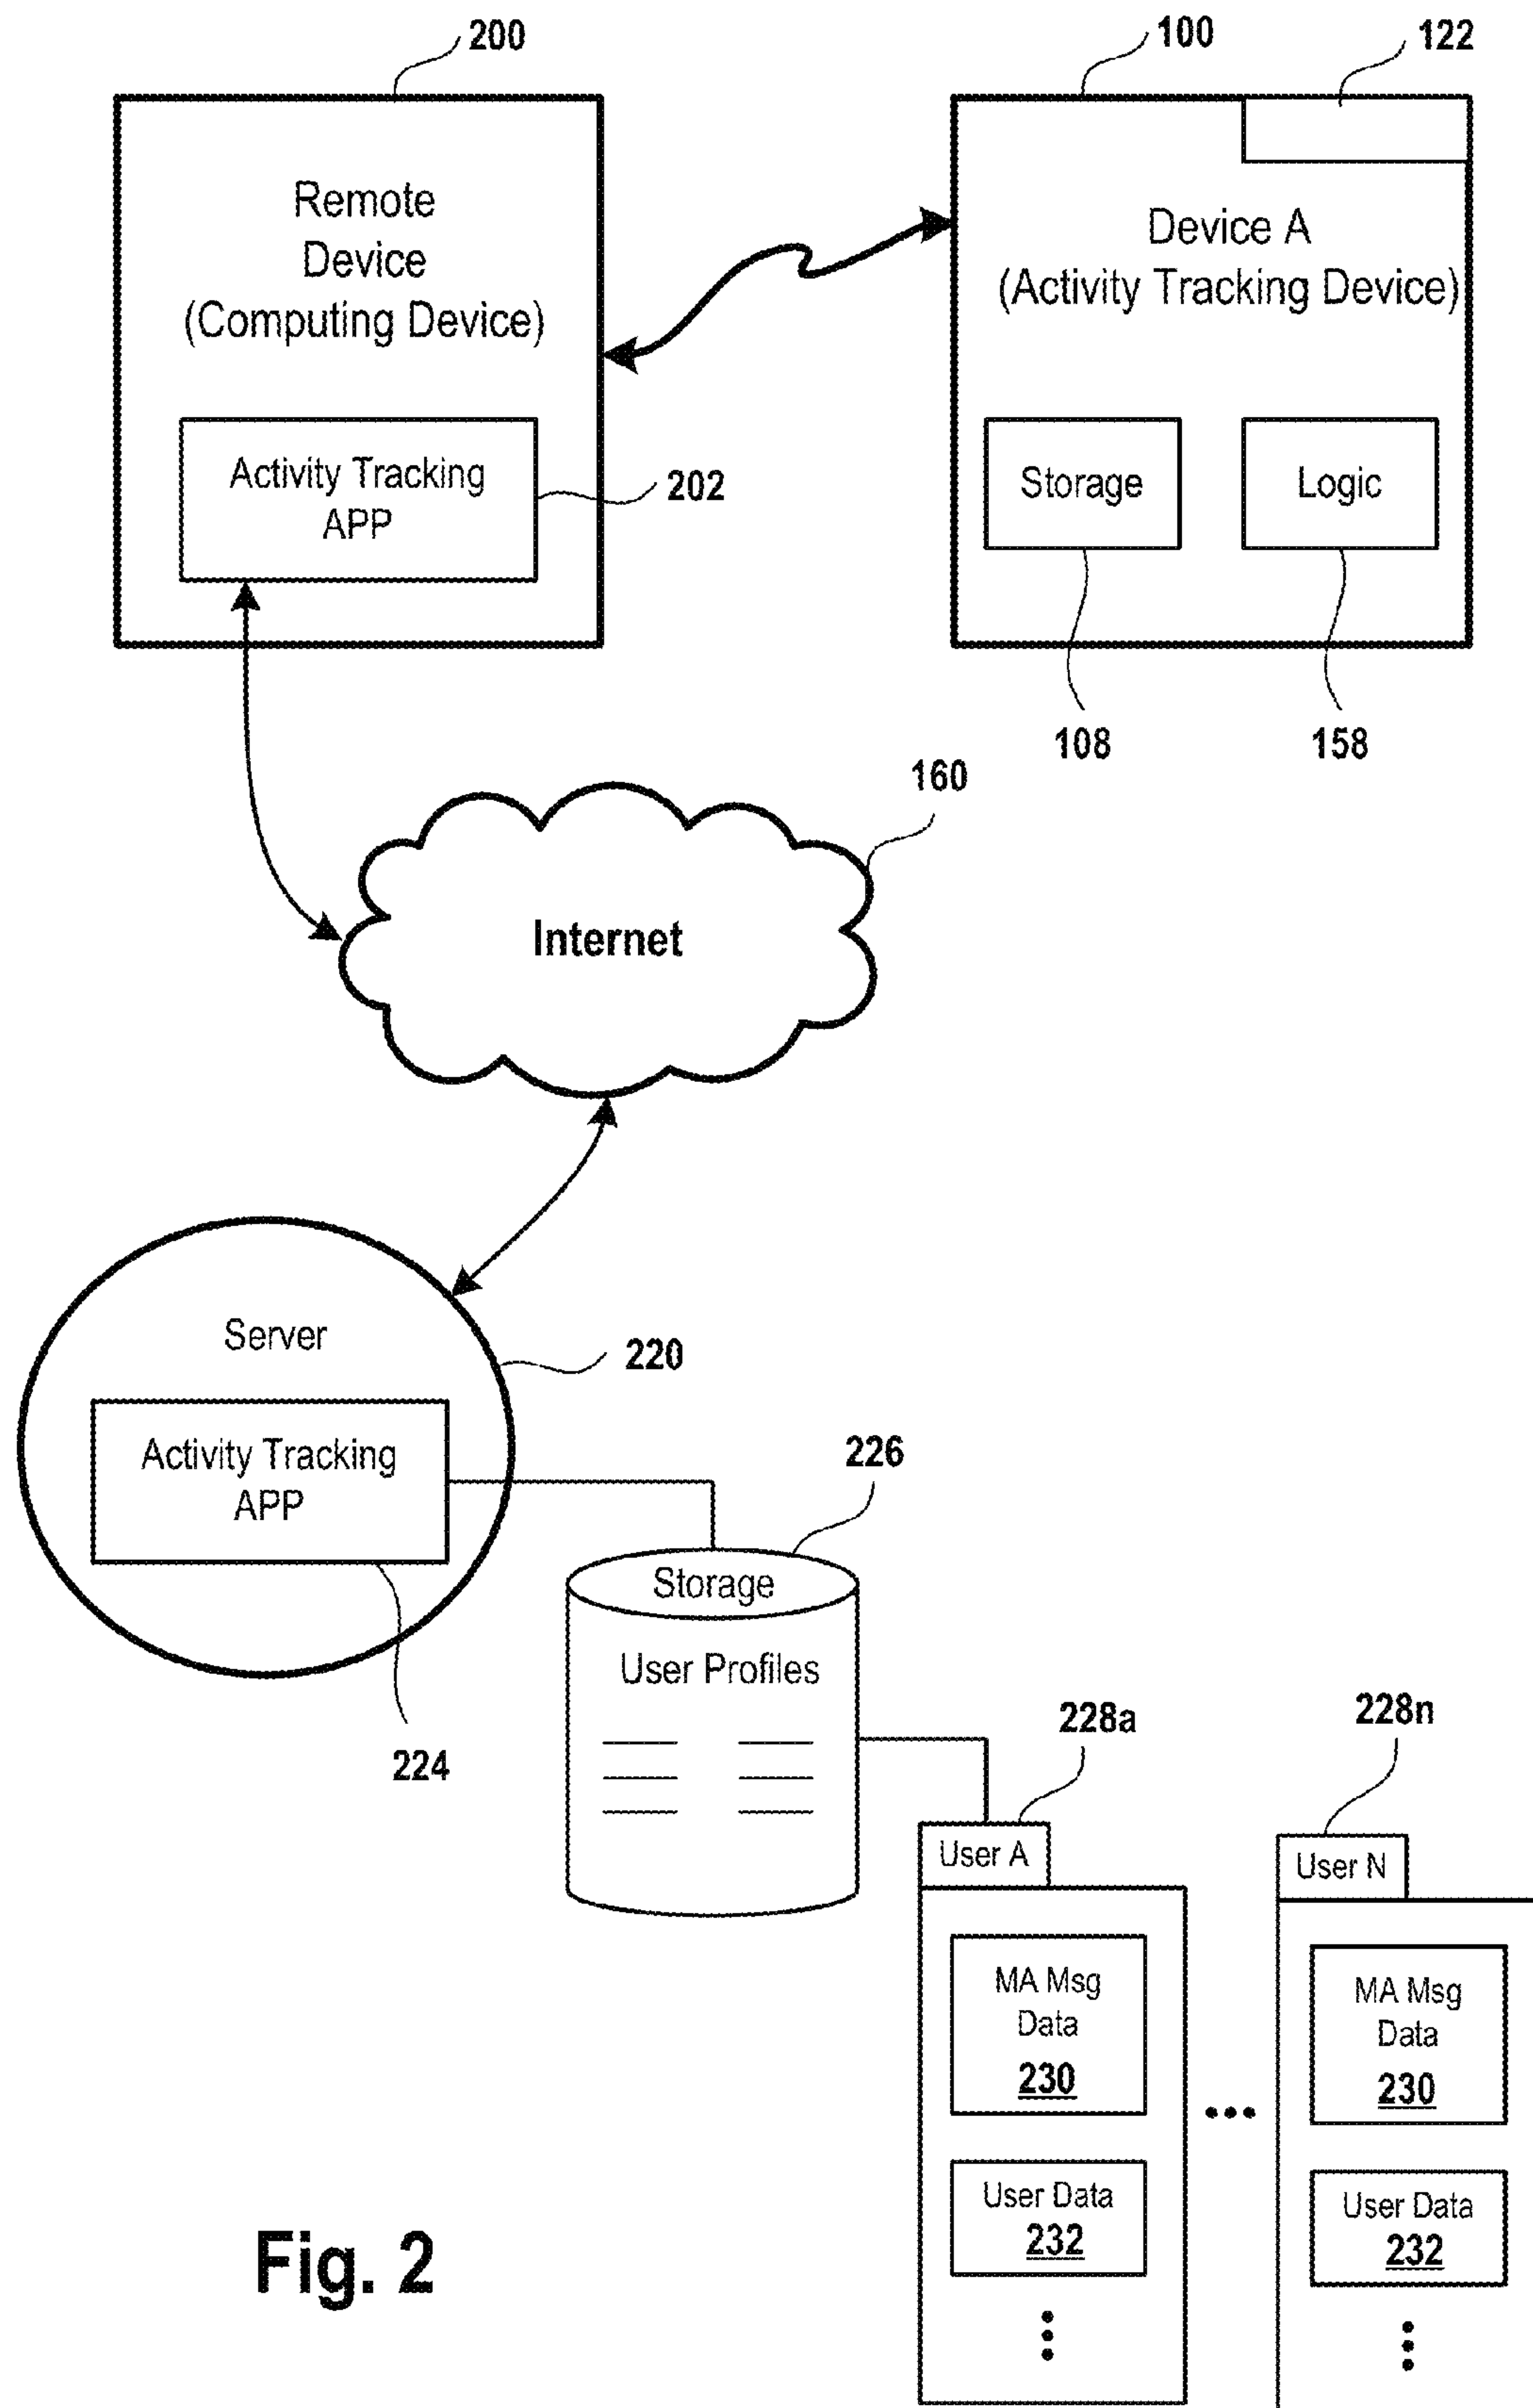 200
100
122
Remote
Device
(Computing Device)
Device A
(Activity Tracking Device)
Activity Tracking
APP
202
Storage
Logic
108
158
160
Internet
Server
220
Activity Tracking
APP
224
226
Storage
User Profiles
228a
228n
User A
User N
MA Msg
Data
230
MA Msg
Data
230
User Data
232
User Data
232
Fig. 2